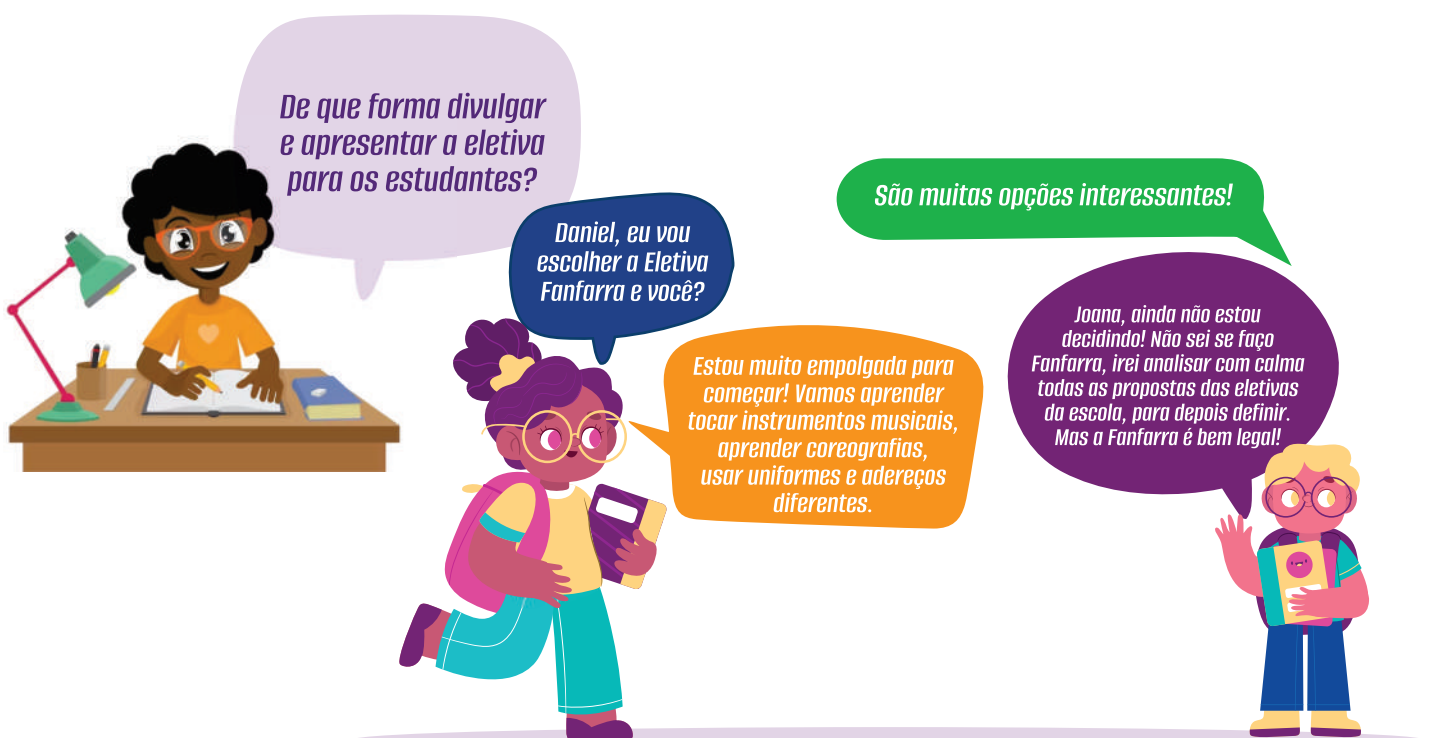 De que forma divulgar
e apresentar a eletiva
para os estudantes?
Daniel, eu vou
escolher a Eletiva
Fanfarra e você?
Estou muito empolgada para
começar! Vamos aprender
tocar instrumentos musicais,
aprender coreografias,
usar uniformes e adereços
diferentes.
São muitas opções interessantes!
Joana, ainda não estou
decidindo! Não sei se faço
Fanfarra, irei analisar com calma
todas as propostas das eletivas
da escola, para depois definir.
Mas a Fanfarra é bem legal!